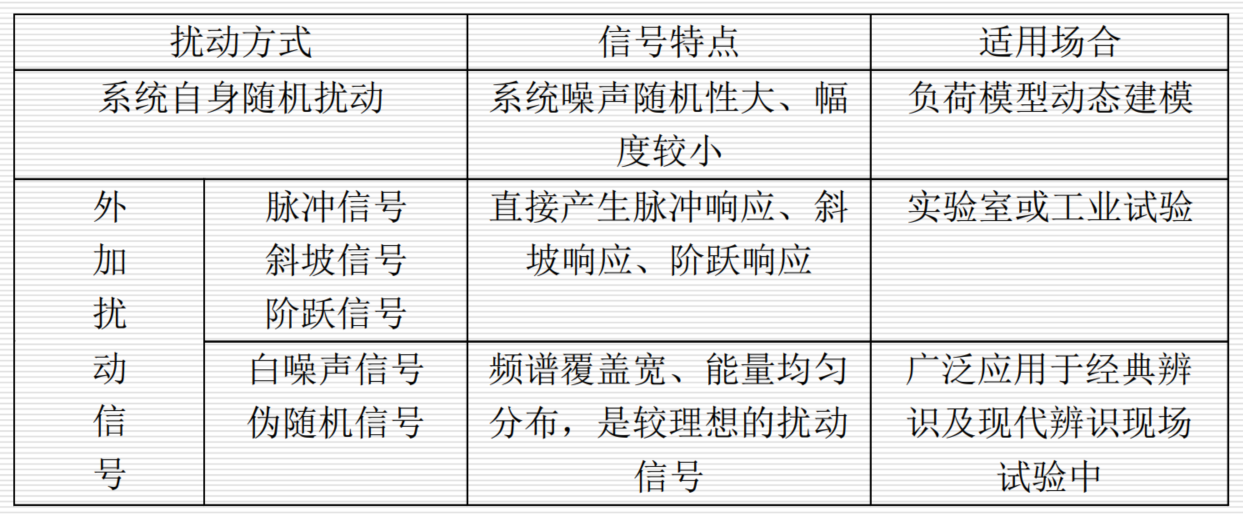 扰动方式 信号特点 适用场合
系统自身随机扰动 系统噪声随机性大、幅 负荷模型动态建模
度较小
外 脉冲信号 直接产生脉冲响应、斜 实验室或工业试验
加 斜坡信号 坡响应、阶跃响应
扰 阶跃信号
动 白噪声信号 频谱覆盖宽、能量均匀 广泛应用于经典辨
信 伪随机信号 分布，是较理想的扰动 识及现代辨识现场
号 信号 试验中